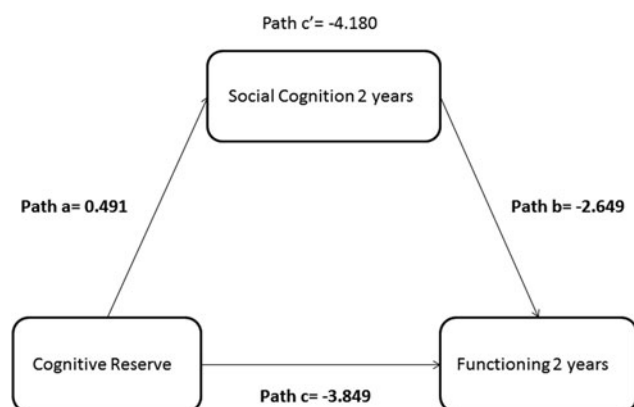 Path c’= -4.180
Social Cognition 2 years
Path a= 0.491
Path b= -2.649
Cognitive Reserve
Functioning 2 years
Path c= -3.849